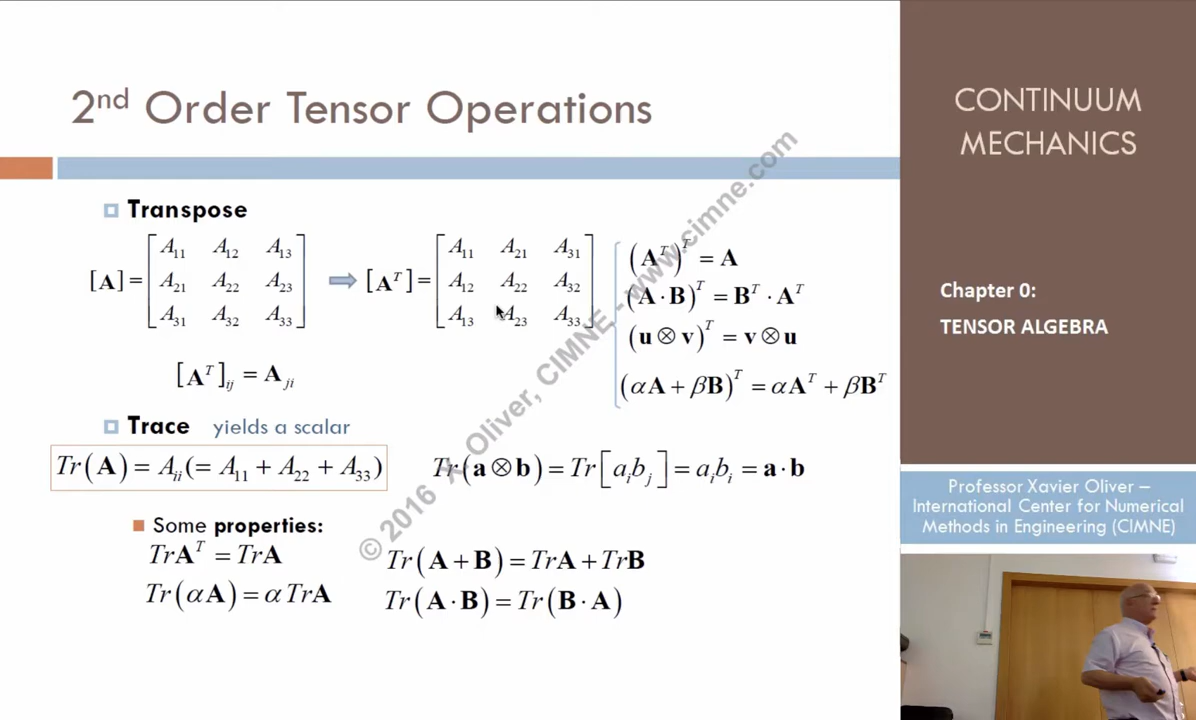 2nd Order Tensor Operations
Transpose
[A] = [A11 A12 A13
A21 A22 A23
A31 A32 A33]
⇨ [A^T] = [A11 A21 A31
A12 A22 A32
A13 A23 A33]
(A^T)^T = A
(A · B)^T = B^T · A^T
(u ⊗ v)^T = v ⊗ u
(αA + βB)^T = αA^T + βB^T
[A^T]ij = Aji
Trace yields a scalar
Tr(A) = Aii(= A11 + A22 + A33)
Tr(a ⊗ b) = Tr[aibj] = aibi = a · b
Some properties:
TrA^T = TrA
Tr(A + B) = TrA + TrB
Tr(αA) = α TrA
Tr(A · B) = Tr(B · A)
© 2016 X. Oliver, CIMNE - www.cimne.com
CONTINUUM
MECHANICS
Chapter 0:
TENSOR ALGEBRA
Professor Xavier Oliver –
International Center for Numerical
Methods in Engineering (CIMNE)